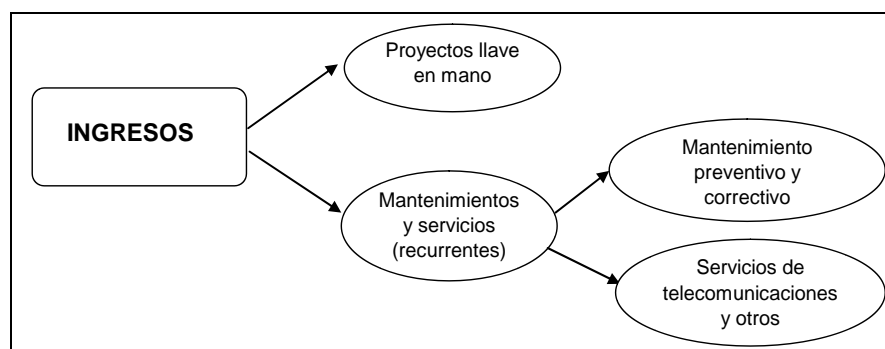 Proyectos llave
en mano
INGRESOS
Mantenimiento
preventivo y
correctivo
Mantenimientos
y servicios
(recurrentes)
Servicios de
telecomunicaciones
y otros